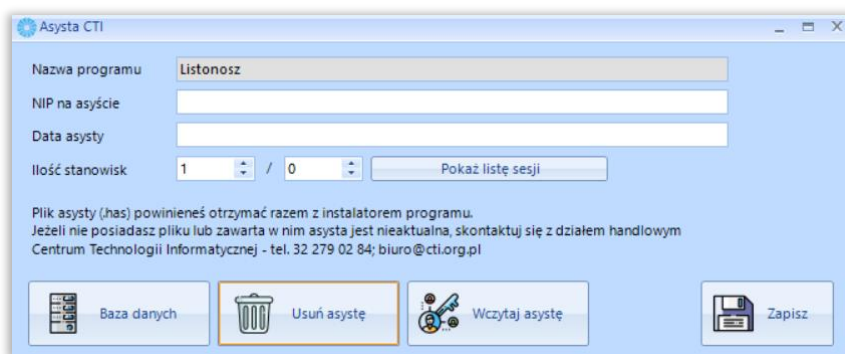 Asysta CTI
Nazwa programu Listonosz
NIP na asyście
Data asysty
Ilość stanowisk 1 / 0 Pokaż listę sesji
Plik asysty (.has) powinieneś otrzymać razem z instalatorem programu.
Jeżeli nie posiadasz pliku lub zawarta w nim asysta jest nieaktualna, skontaktuj się z działem handlowym
Centrum Technologii Informatycznej - tel. 32 279 02 84; biuro@cti.org.pl
Baza danych Usuń asystę Wczytaj asystę Zapisz